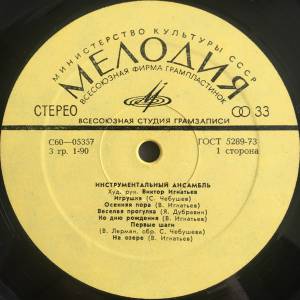 МИНИСТЕРСТВО КУЛЬТУРЫ СССР
МЕЛОДИЯ
ВСЕСОЮЗНАЯ ФИРМА ГРАМПЛАСТИНОК
СТЕРЕО
33
ВСЕСОЮЗНАЯ СТУДИЯ ГРАМЗАПИСИ
С60—05357
ГОСТ 5289-73
3 гр. 1-90
1 сторона
ИНСТРУМЕНТАЛЬНЫЙ АНСАМБЛЬ
Худ. рук. Виктор Игнатьев
Игрушка (С. Чебушев)
Осенняя пора (В. Игнатьев)
Веселая прогулка (Я. Дубравин)
Ко дню рождения (В. Игнатьев)
Первые шаги
(В. Лерман, обр. С. Чебушева)
На озере (В. Игнатьев)